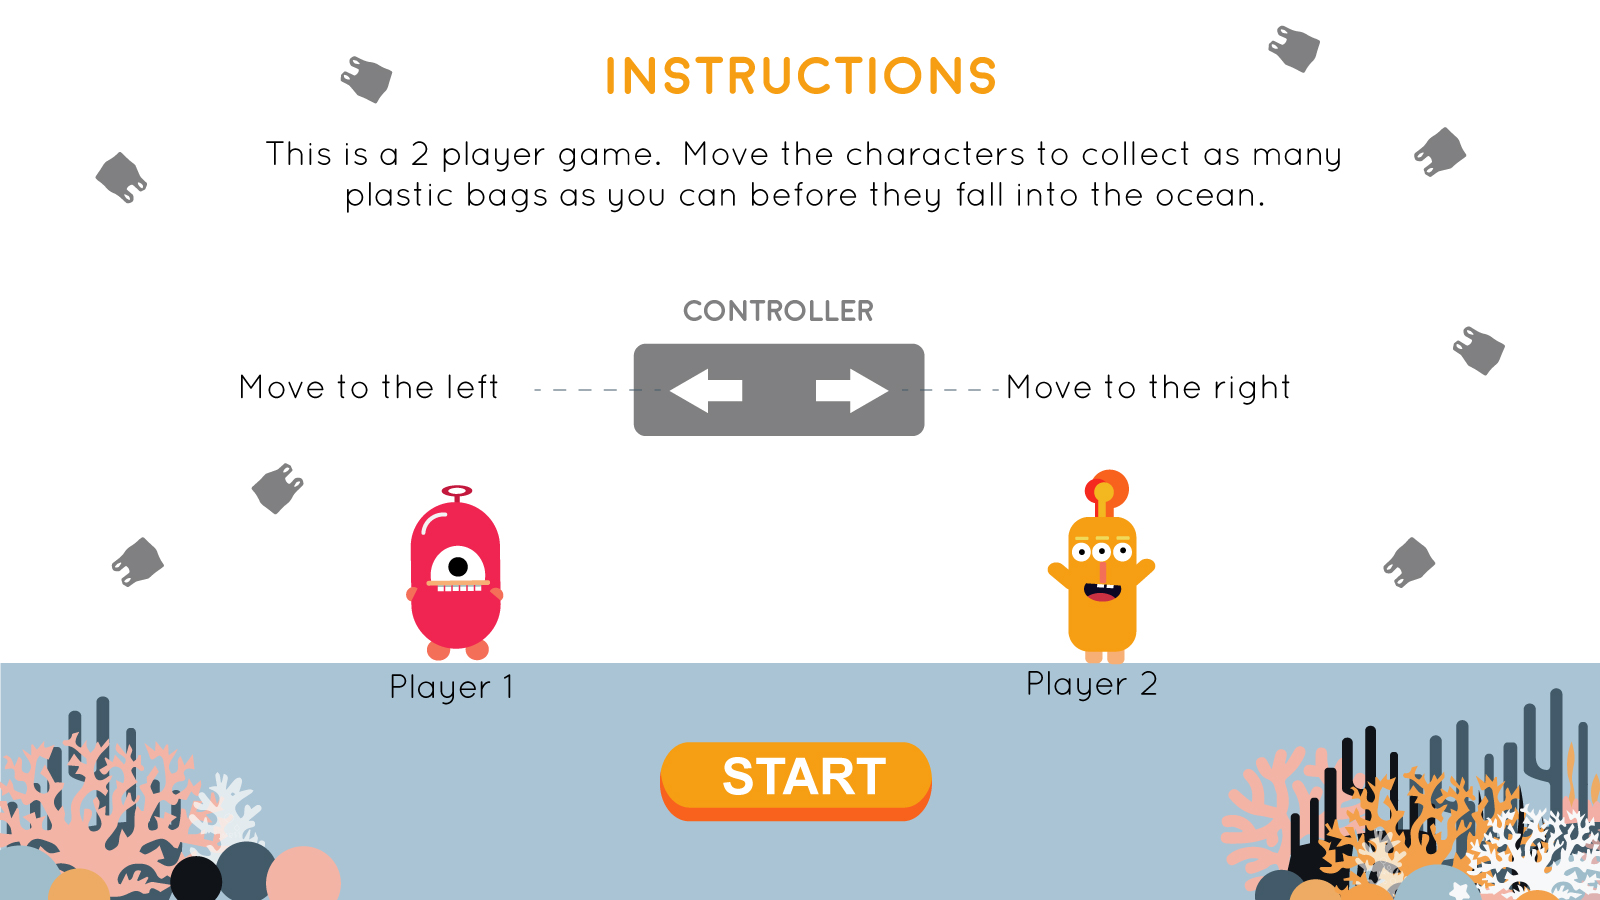 INSTRUCTIONS
This is a 2 player game.  Move the characters to collect as many
plastic bags as you can before they fall into the ocean.
CONTROLLER
Move to the left
Move to the right
Player 1
Player 2
START